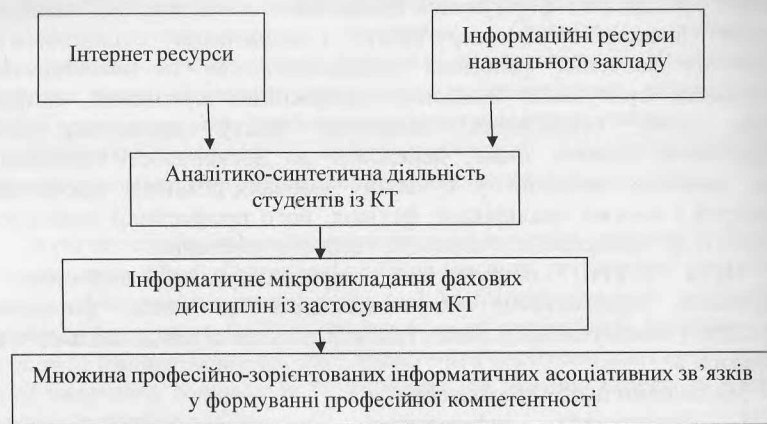 Інтернет ресурси
Інформаційні ресурси
навчального закладу
Аналітико-синтетична діяльність
студентів із КТ
Інформатичне мікровикладання фахових
дисциплін із застосуванням КТ
Множина професійно-зорієнтованих інформатичних асоціативних зв’язків
у формуванні професійної компетентності